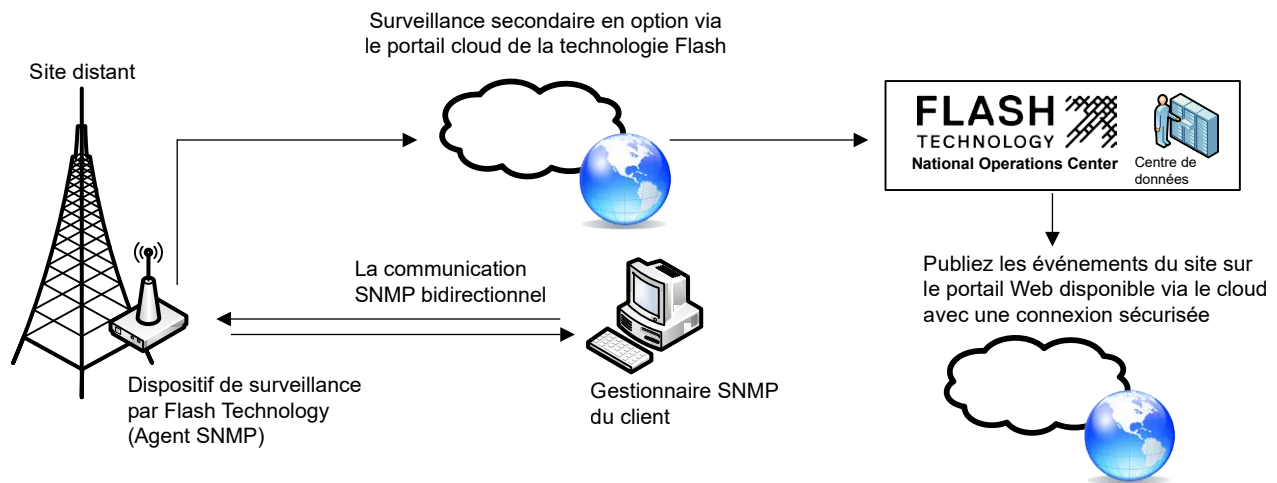 Surveillance secondaire en option via
le portail cloud de la technologie Flash
Site distant
FLASH
TECHNOLOGY
National Operations Center
Centre de
données
La communication
SNMP bidirectionnel
Publiez les événements du site sur
le portail Web disponible via le cloud
avec une connexion sécurisée
Dispositif de surveillance
par Flash Technology
(Agent SNMP)
Gestionnaire SNMP
du client